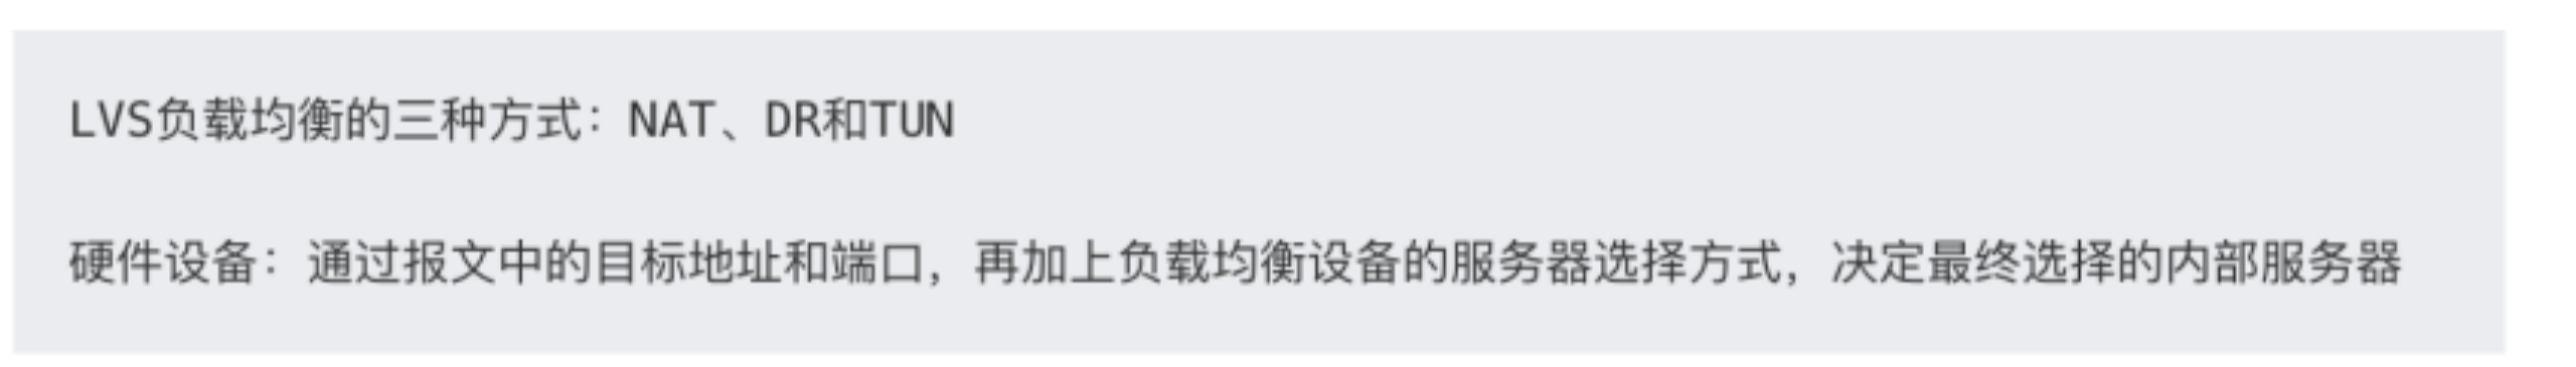 LVS负载均衡的三种方式：NAT、DR和TUN
硬件设备：通过报文中的目标地址和端口，再加上负载均衡设备的服务器选择方式，决定最终选择的内部服务器